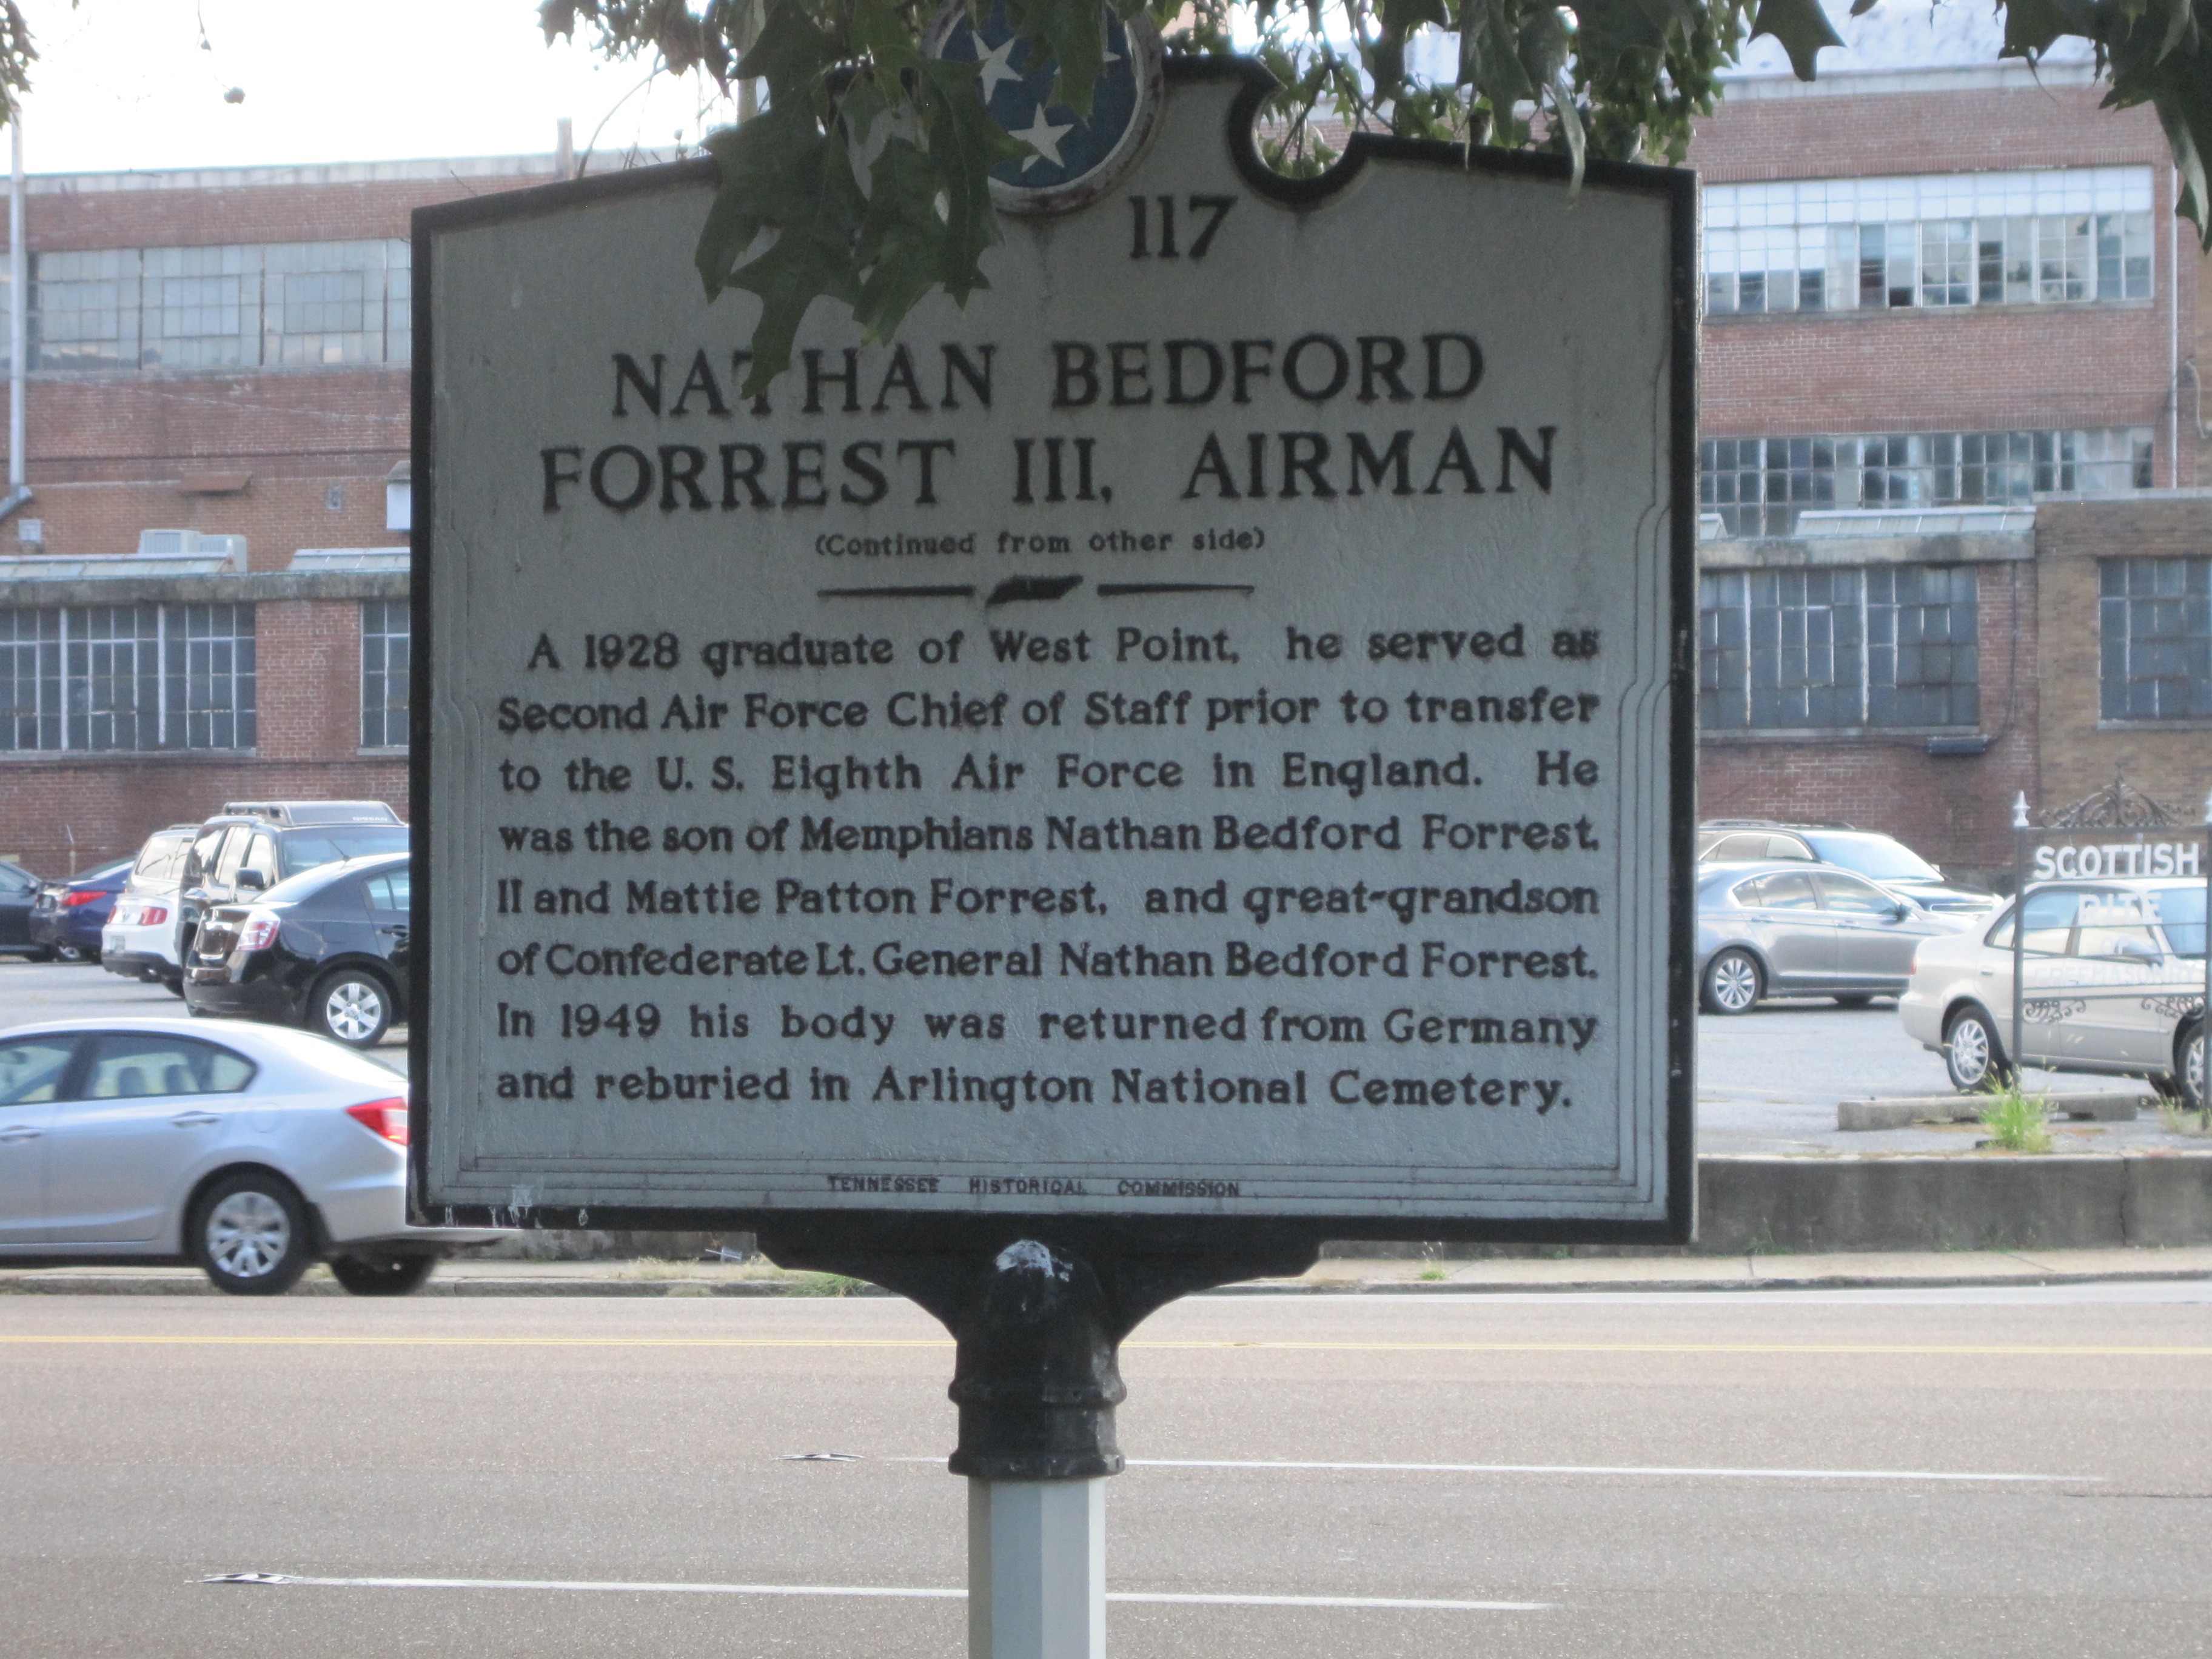 117
NATHAN BEDFORD
FORREST III, AIRMAN
(Continued from other side)
A 1928 graduate of West Point, he served as
Second Air Force Chief of Staff prior to transfer
to the U. S. Eighth Air Force in England. He
was the son of Memphians Nathan Bedford Forrest,
II and Mattie Patton Forrest, and great-grandson
of Confederate Lt. General Nathan Bedford Forrest.
In 1949 his body was returned from Germany
and reburied in Arlington National Cemetery.
TENNESSEE HISTORICAL COMMISSION
SCOTTISH
RITE
FREEMASONRY